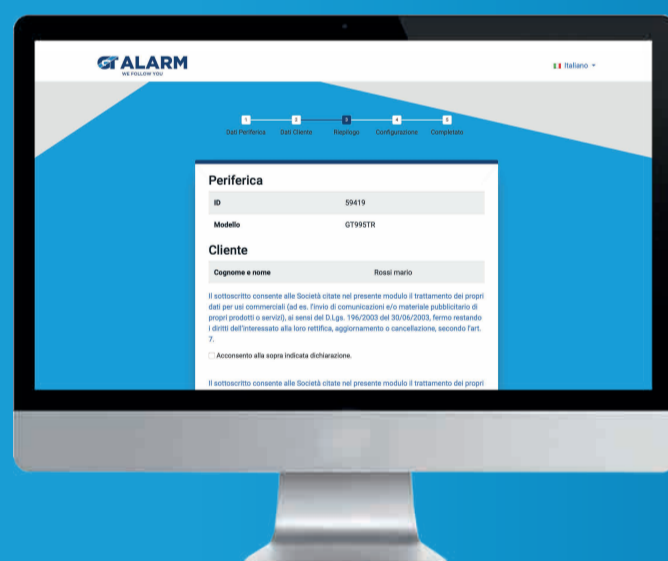 GT ALARM
WE FOLLOW YOU
Italiano
1 2 3 4 5
Dati Periferica Dati Cliente Riepilogo Configurazione Completato
Periferica
ID 59419
Modello GT995TR
Cliente
Cognome e nome Rossi mario
Il sottoscritto consente alle Società citate nel presente modulo il trattamento dei propri
dati per usi commerciali (ad es. l'invio di comunicazioni e/o materiale pubblicitario di
propri prodotti o servizi), ai sensi del D.Lgs. 196/2003 del 30/06/2003, fermo restando
i diritti dell'interessato alla loro rettifica, aggiornamento o cancellazione, secondo l'art.
7.
Acconsento alla sopra indicata dichiarazione.
Il sottoscritto consente alle Società citate nel presente modulo il trattamento dei propri